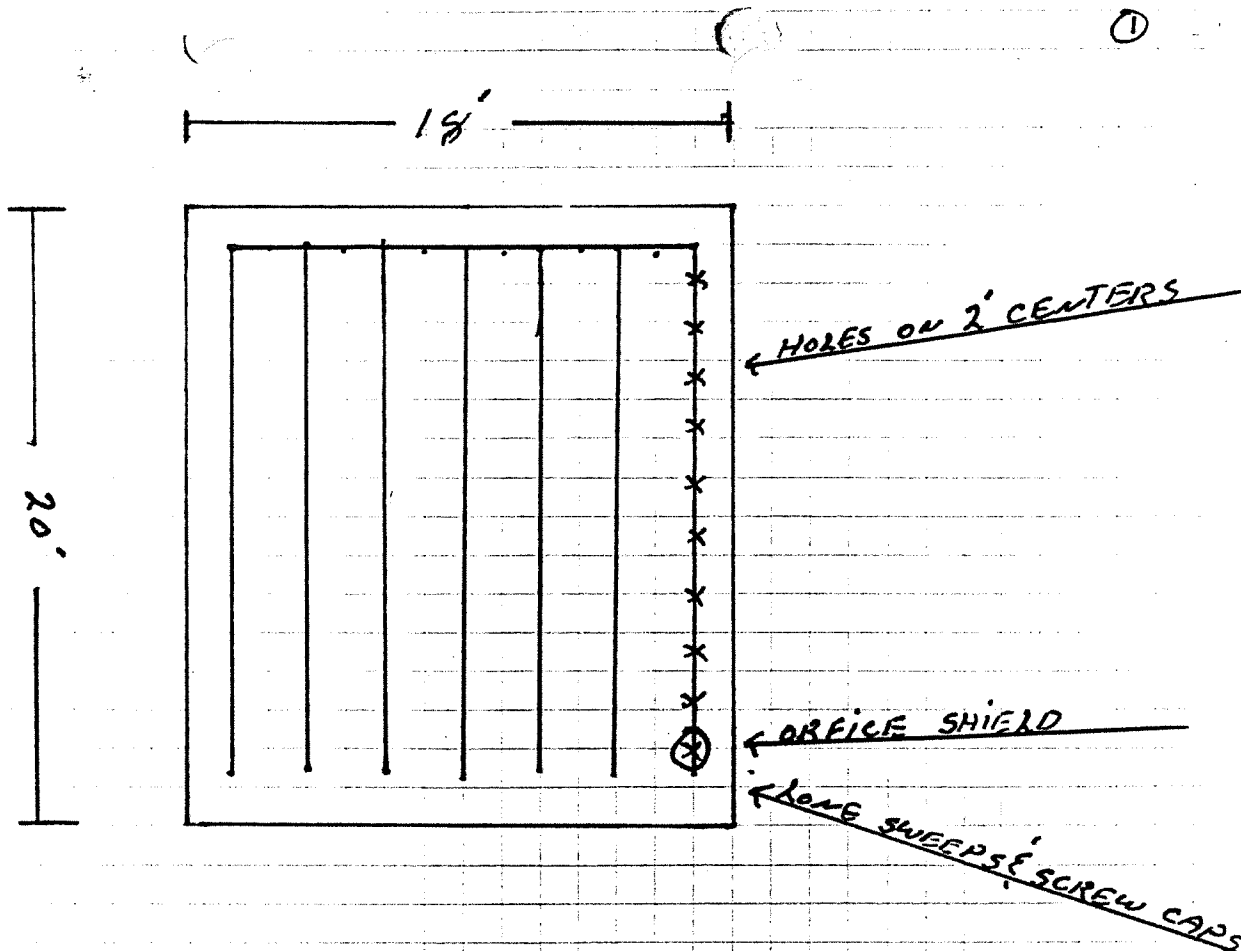 ①
18'
20'
HOLES ON 2' CENTERS
ORFICE SHIELD
LONG SWEEPS & SCREW CAPS